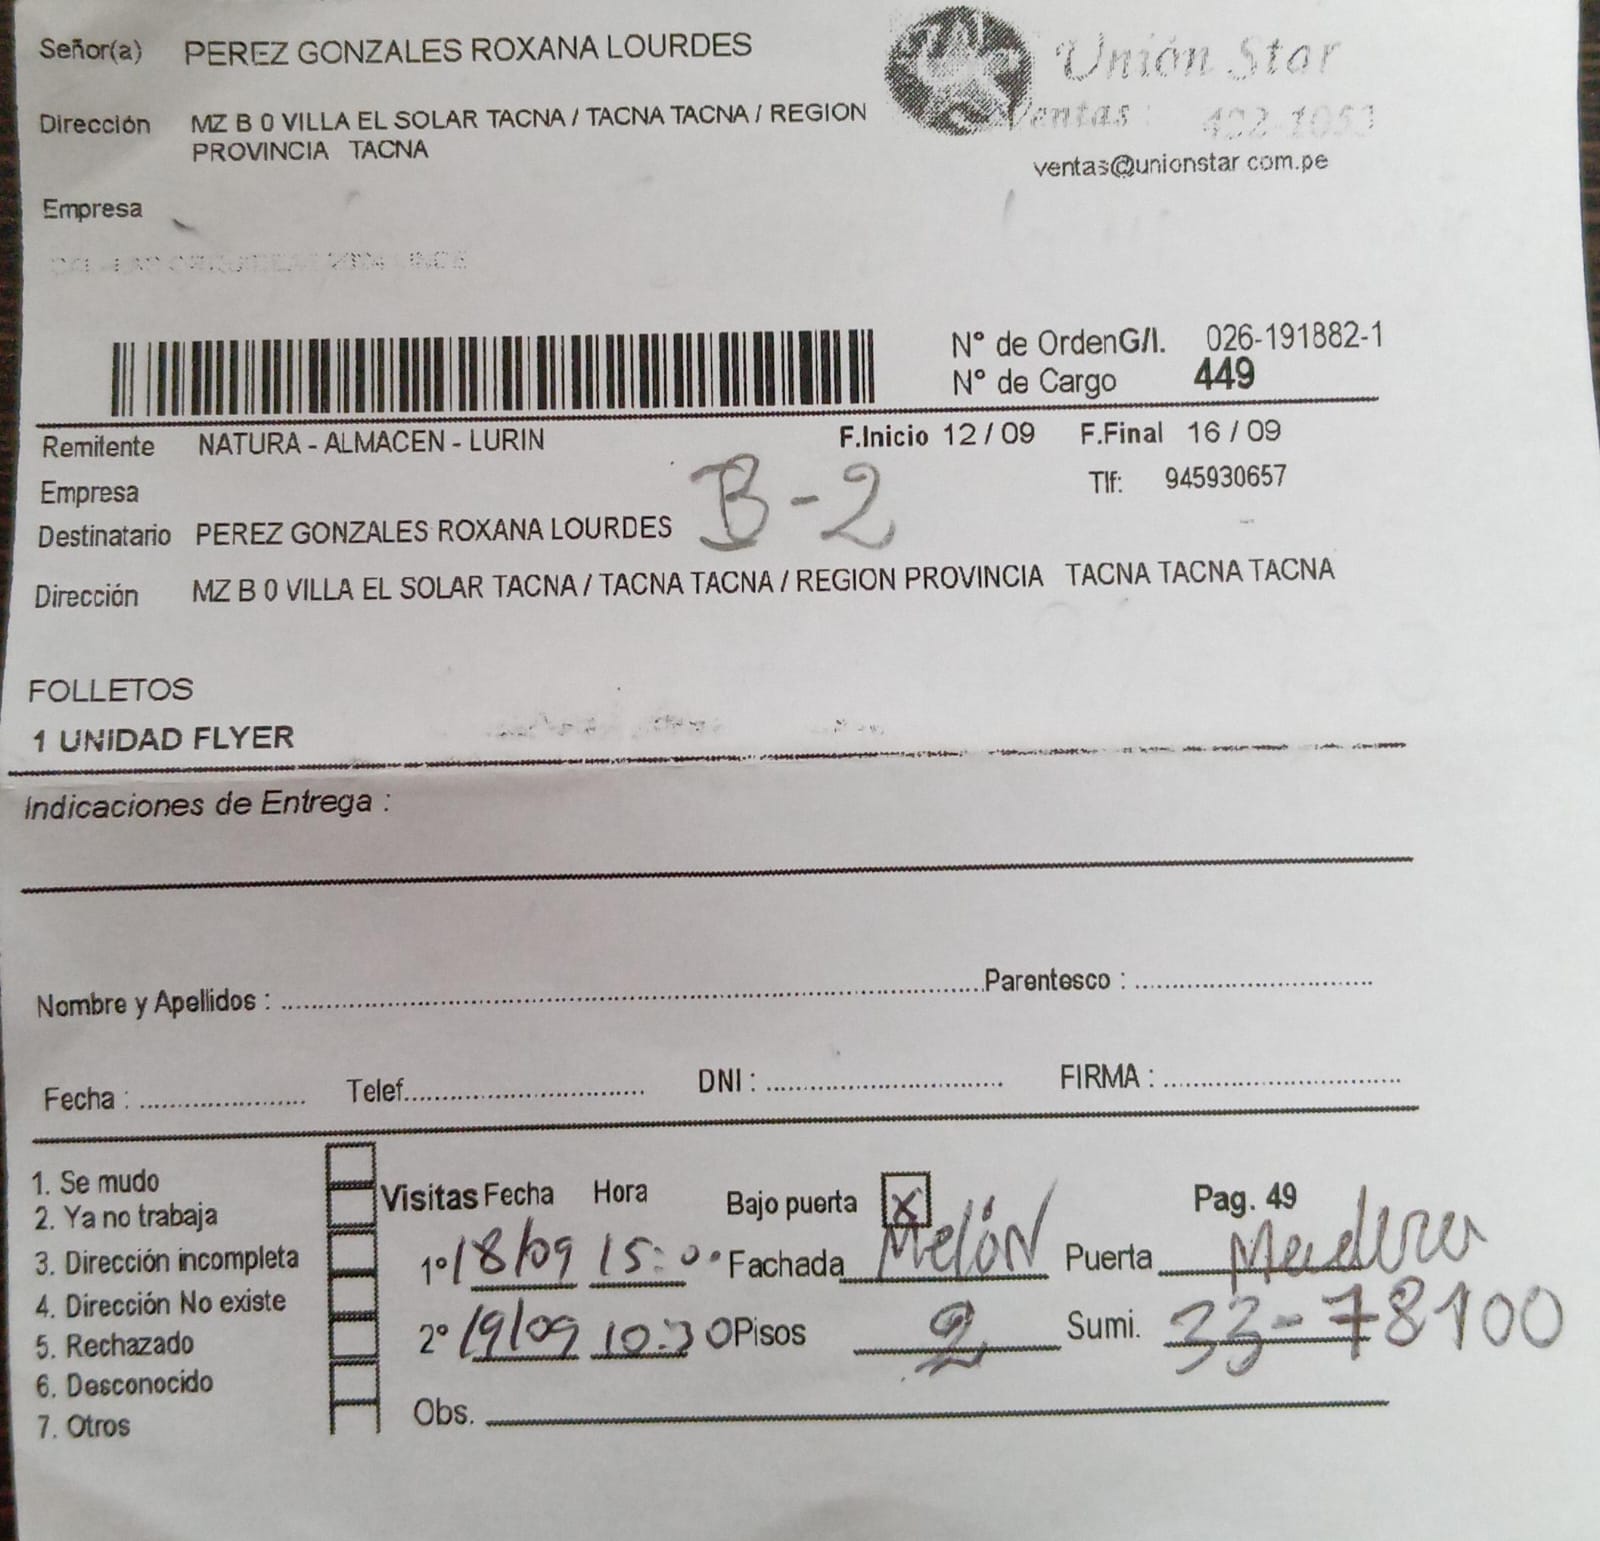 Señor(a) PEREZ GONZALES ROXANA LOURDES
Unión Star
Dirección MZ B 0 VILLA EL SOLAR TACNA / TACNA TACNA / REGION
PROVINCIA TACNA
Ventas : 422-1053
ventas@unionstar.com.pe
Empresa
N° de OrdenG/I. 026-191882-1
N° de Cargo 449
Remitente NATURA - ALMACEN - LURIN F.Inicio 12 / 09 F.Final 16 / 09
Empresa Tlf: 945930657
B-2
Destinatario PEREZ GONZALES ROXANA LOURDES
Dirección MZ B 0 VILLA EL SOLAR TACNA / TACNA TACNA / REGION PROVINCIA TACNA TACNA TACNA
FOLLETOS
1 UNIDAD FLYER
Indicaciones de Entrega :
Nombre y Apellidos : Parentesco :
Fecha : Telef. DNI : FIRMA :
1. Se mudo
2. Ya no trabaja
3. Dirección incompleta
4. Dirección No existe
5. Rechazado
6. Desconocido
7. Otros
Visitas Fecha Hora Bajo puerta X Pag. 49
1° 18/09 15:00 Fachada Melón Puerta Madera
2° 19/09 10:30 Pisos 2 Sumi. 33-78100
Obs.